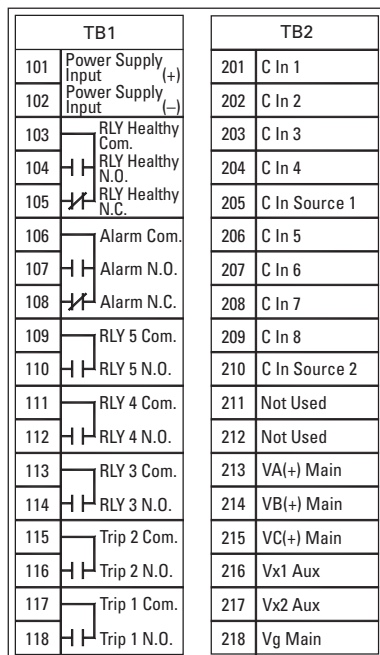 TB1
101 Power Supply
Input (+)
102 Power Supply
Input (–)
103 RLY Healthy
Com.
104 RLY Healthy
N.O.
105 RLY Healthy
N.C.
106 Alarm Com.
107 Alarm N.O.
108 Alarm N.C.
109 RLY 5 Com.
110 RLY 5 N.O.
111 RLY 4 Com.
112 RLY 4 N.O.
113 RLY 3 Com.
114 RLY 3 N.O.
115 Trip 2 Com.
116 Trip 2 N.O.
117 Trip 1 Com.
118 Trip 1 N.O.
TB2
201 C In 1
202 C In 2
203 C In 3
204 C In 4
205 C In Source 1
206 C In 5
207 C In 6
208 C In 7
209 C In 8
210 C In Source 2
211 Not Used
212 Not Used
213 VA(+) Main
214 VB(+) Main
215 VC(+) Main
216 Vx1 Aux
217 Vx2 Aux
218 Vg Main